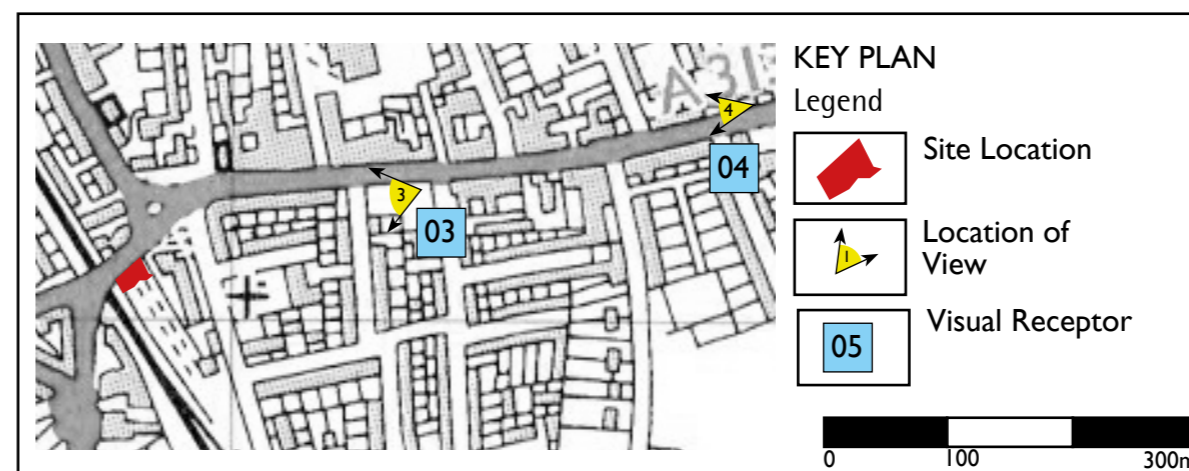 KEY PLAN
Legend
Site Location
1
Location of
View
05
Visual Receptor
0 100 300m
3
03
4
04